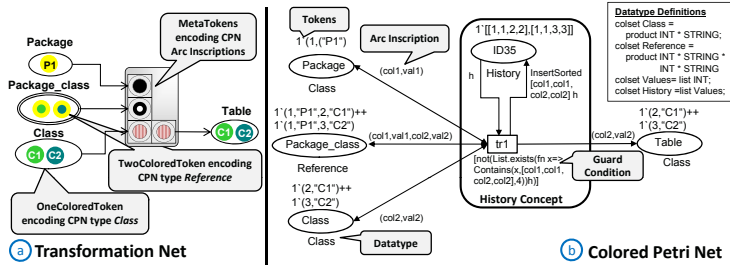 MetaTokens
encoding CPN
Arc Inscriptions
Package
P1
Package_class
Class
C1 C2
Table
C1 C2
TwoColoredToken encoding
CPN type Reference
OneColoredToken
encoding CPN type Class
a Transformation Net
Tokens
1`(1,("P1")
Package
Class
Arc Inscription
(col1,val1)
1`[[1,1,2,2],[1,1,3,3]]
ID35
History
h
InsertSorted
[col1,col1,
col2,col2] h
Datatype Definitions
colset Class =
product INT * STRING;
colset Reference =
product INT * STRING *
INT * STRING
colset Values= list INT;
colset History =list Values;
1`(1,"P1",2,"C1")++
1`(1,"P1",3,"C2")
Package_class
Reference
(col1,val1,col2,val2)
tr1
[not(List.exists(fn x=>
Contains(x,[col1,col1,
col2,col2],4))h)]
History Concept
Guard
Condition
(col2,val2)
1`(2,"C1")++
1`(3,"C2")
Table
Class
1`(2,"C1")++
1`(3,"C2")
Class
Class
(col2,val2)
Datatype
b Colored Petri Net